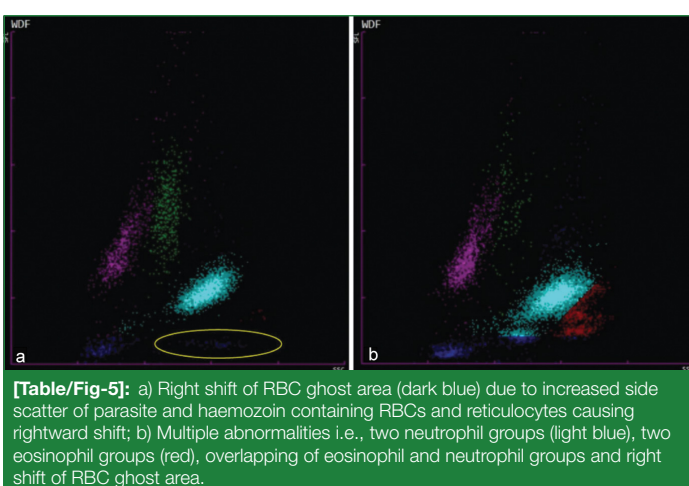 WDF
WDF
a
b
SSC
[Table/Fig-5]: a) Right shift of RBC ghost area (dark blue) due to increased side
scatter of parasite and haemozoin containing RBCs and reticulocytes causing
rightward shift; b) Multiple abnormalities i.e., two neutrophil groups (light blue), two
eosinophil groups (red), overlapping of eosinophil and neutrophil groups and right
shift of RBC ghost area.